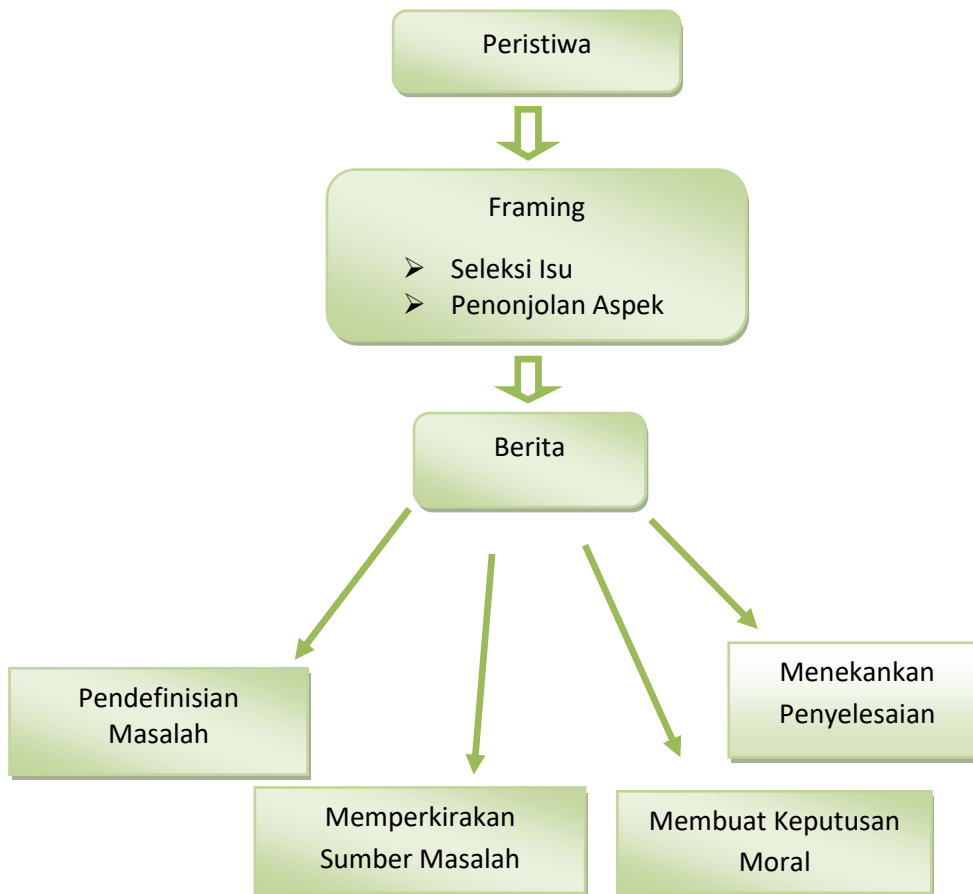 Peristiwa
Framing
➢ Seleksi Isu
➢ Penonjolan Aspek
Berita
Pendefinisian
Masalah
Memperkirakan
Sumber Masalah
Membuat Keputusan
Moral
Menekankan
Penyelesaian